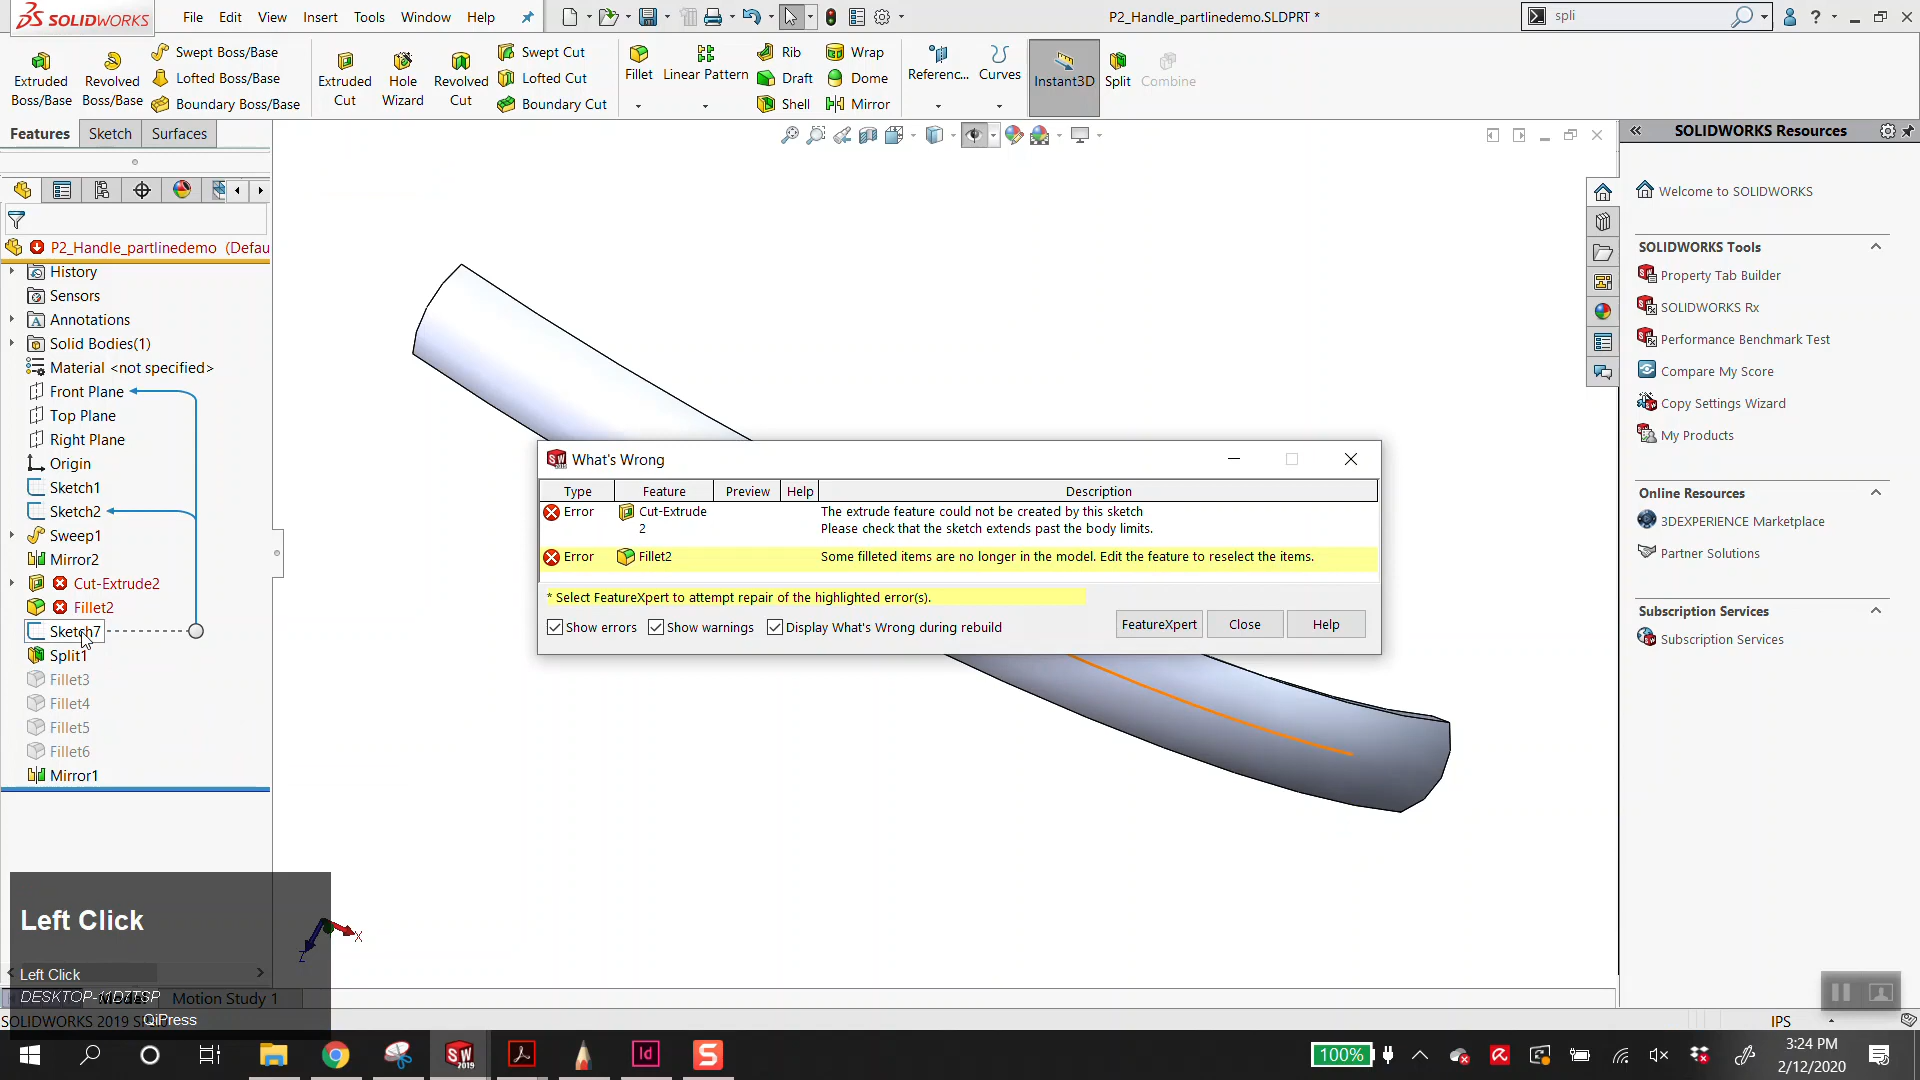 SOLIDWORKS
File Edit View Insert Tools Window Help
P2_Handle_partlinedemo.SLDPRT *
spli
Extruded Boss/Base
Revolved Boss/Base
Swept Boss/Base
Lofted Boss/Base
Boundary Boss/Base
Extruded Cut
Hole Wizard
Revolved Cut
Swept Cut
Lofted Cut
Boundary Cut
Fillet
Linear Pattern
Rib
Draft
Shell
Wrap
Dome
Mirror
Referenc...
Curves
Instant3D
Split
Combine
Features Sketch Surfaces
P2_Handle_partlinedemo (Defau
History
Sensors
Annotations
Solid Bodies(1)
Material <not specified>
Front Plane
Top Plane
Right Plane
Origin
Sketch1
Sketch2
Sweep1
Mirror2
Cut-Extrude2
Fillet2
Sketch7
Split1
Fillet3
Fillet4
Fillet5
Fillet6
Mirror1
What's Wrong
Type Feature Preview Help Description
Error Cut-Extrude The extrude feature could not be created by this sketch
2 Please check that the sketch extends past the body limits.
Error Fillet2 Some filleted items are no longer in the model. Edit the feature to reselect the items.
* Select FeatureXpert to attempt repair of the highlighted error(s).
Show errors Show warnings Display What's Wrong during rebuild
FeatureXpert Close Help
SOLIDWORKS Resources
Welcome to SOLIDWORKS
SOLIDWORKS Tools
Property Tab Builder
SOLIDWORKS Rx
Performance Benchmark Test
Compare My Score
Copy Settings Wizard
My Products
Online Resources
3DEXPERIENCE Marketplace
Partner Solutions
Subscription Services
Subscription Services
Left Click
Left Click
DESKTOP-11D7TSP
QiPress
X
Z
Motion Study 1
SOLIDWORKS 2019 SP
IPS
SW
2019
Id
S
100%
3:24 PM
2/12/2020